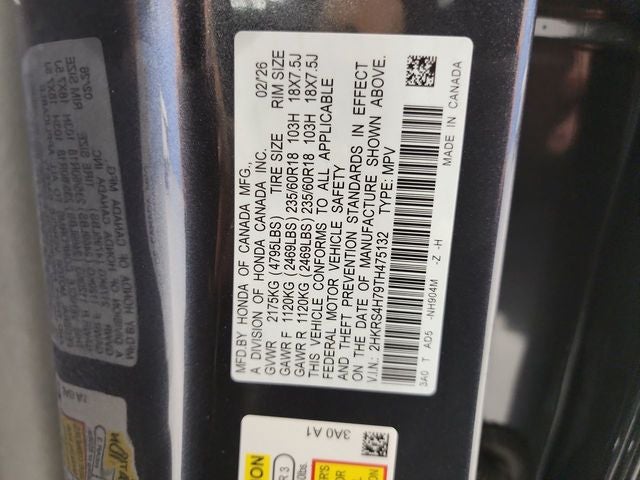 MFD.BY HONDA OF CANADA MFG., 02/26
A DIVISION OF HONDA CANADA INC.
GVWR 2175KG (4795LBS) TIRE SIZE RIM SIZE
GAWR F 1120KG (2469LBS) 235/60R18 103H 18X7.5J
GAWR R 1120KG (2469LBS) 235/60R18 103H 18X7.5J
THIS VEHICLE CONFORMS TO ALL APPLICABLE
FEDERAL MOTOR VEHICLE SAFETY
AND THEFT PREVENTION STANDARDS IN EFFECT
ON THE DATE OF MANUFACTURE SHOWN ABOVE.
V.I.N.: 2HKRS4H79TH475132 TYPE: MPV
3A0 T AD5 -NH904M -Z -H MADE IN CANADA
3A0 A1